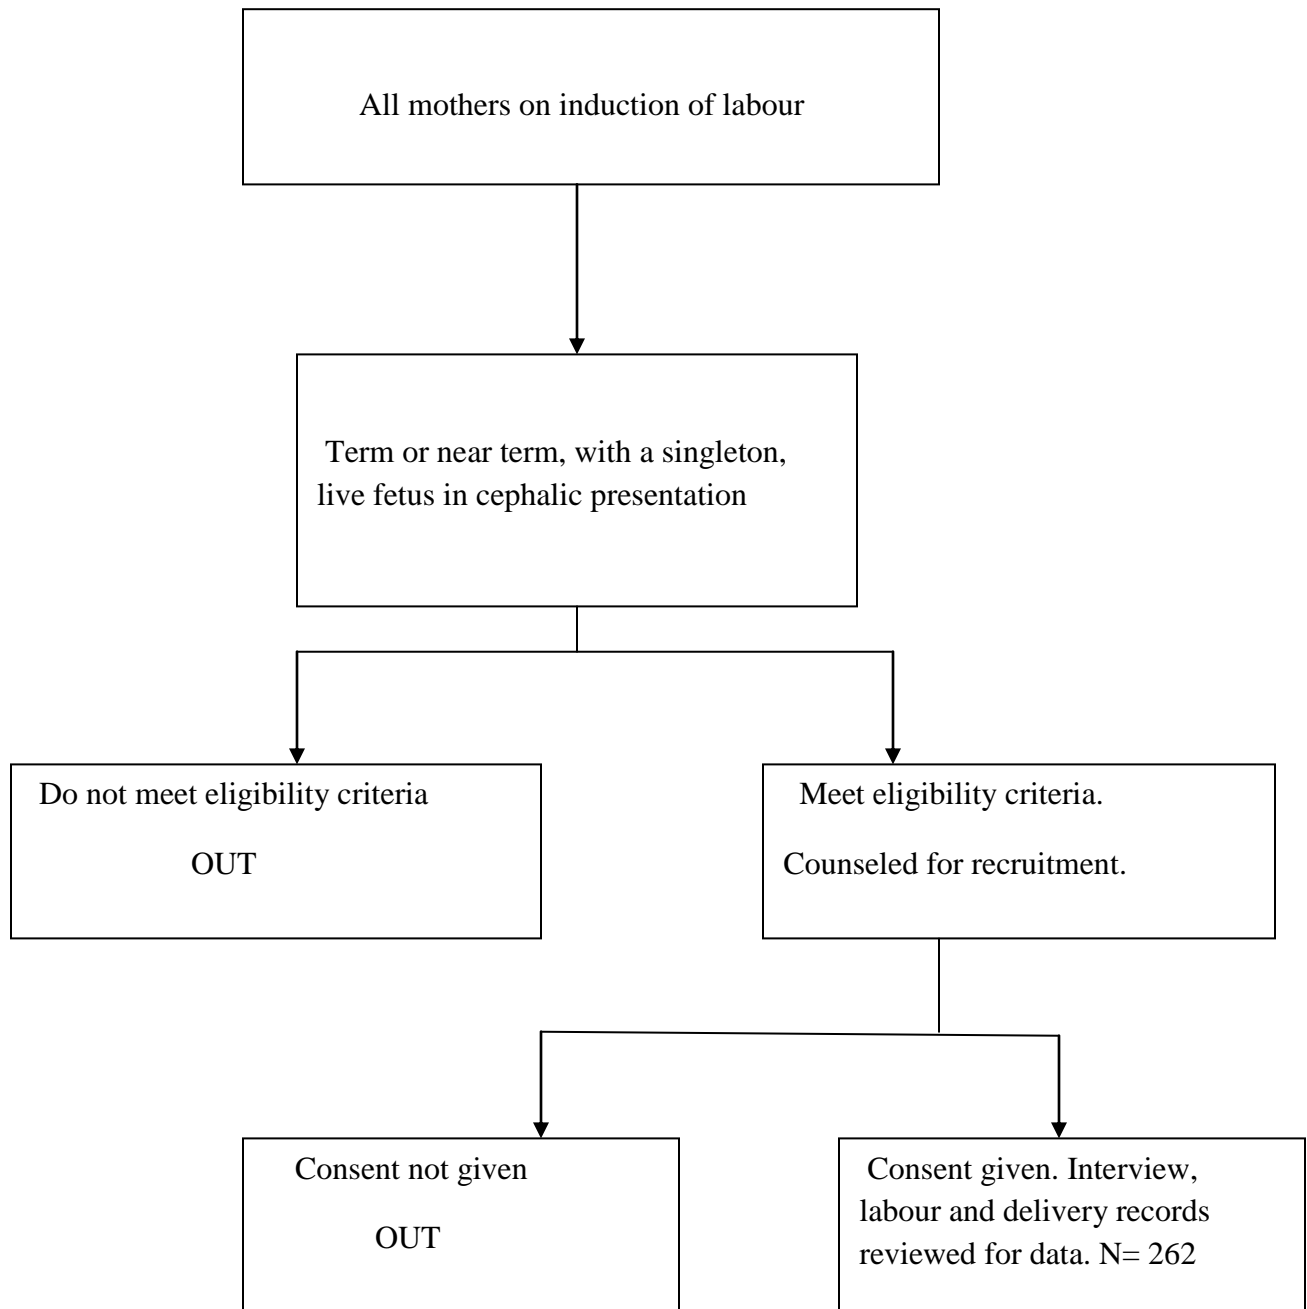 All mothers on induction of labour
Term or near term, with a singleton,
live fetus in cephalic presentation
Do not meet eligibility criteria
OUT
Meet eligibility criteria.
Counseled for recruitment.
Consent not given
OUT
Consent given. Interview,
labour and delivery records
reviewed for data. N= 262